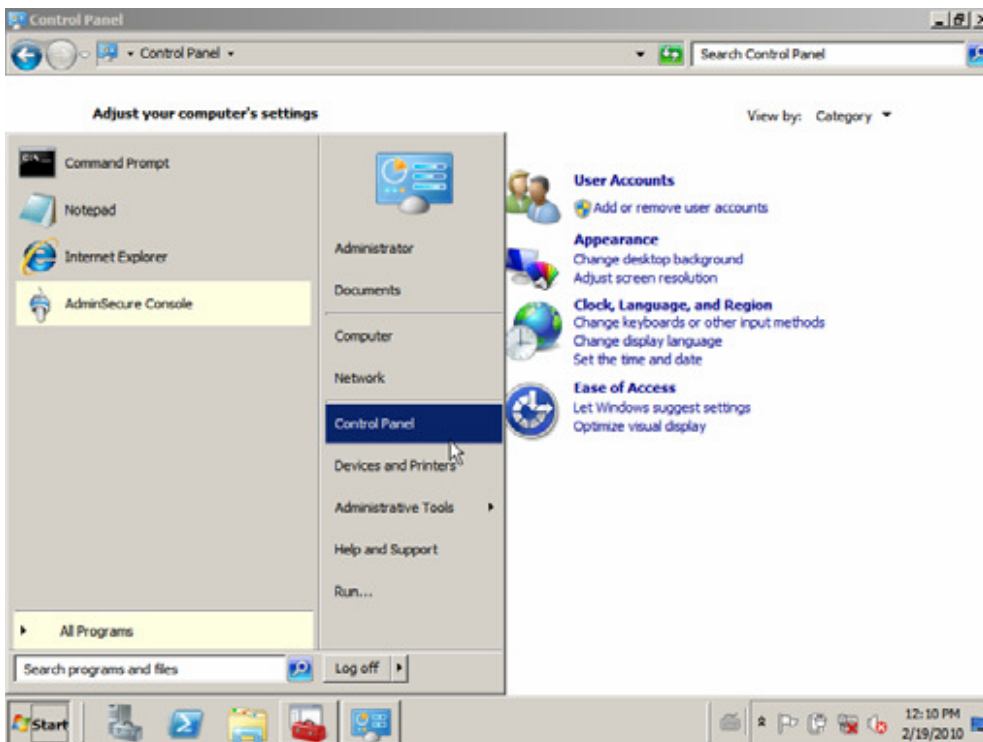 Control Panel
Control Panel
Search Control Panel
Adjust your computer's settings
View by: Category
Command Prompt
Notepad
Internet Explorer
AdminSecure Console
All Programs
Search programs and files
Administrator
Documents
Computer
Network
Control Panel
Devices and Printers
Administrative Tools
Help and Support
Run...
Log off
User Accounts
Add or remove user accounts
Appearance
Change desktop background
Adjust screen resolution
Clock, Language, and Region
Change keyboards or other input methods
Change display language
Set the time and date
Ease of Access
Let Windows suggest settings
Optimize visual display
Start
12:10 PM
2/19/2010